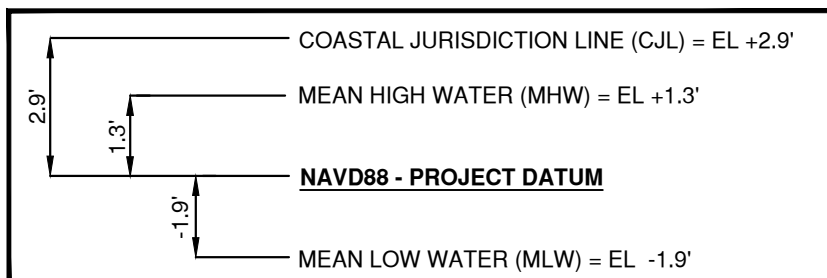 COASTAL JURISDICTION LINE (CJL) = EL +2.9'
2.9'
MEAN HIGH WATER (MHW) = EL +1.3'
1.3'
NAVD88 - PROJECT DATUM
-1.9'
MEAN LOW WATER (MLW) = EL -1.9'